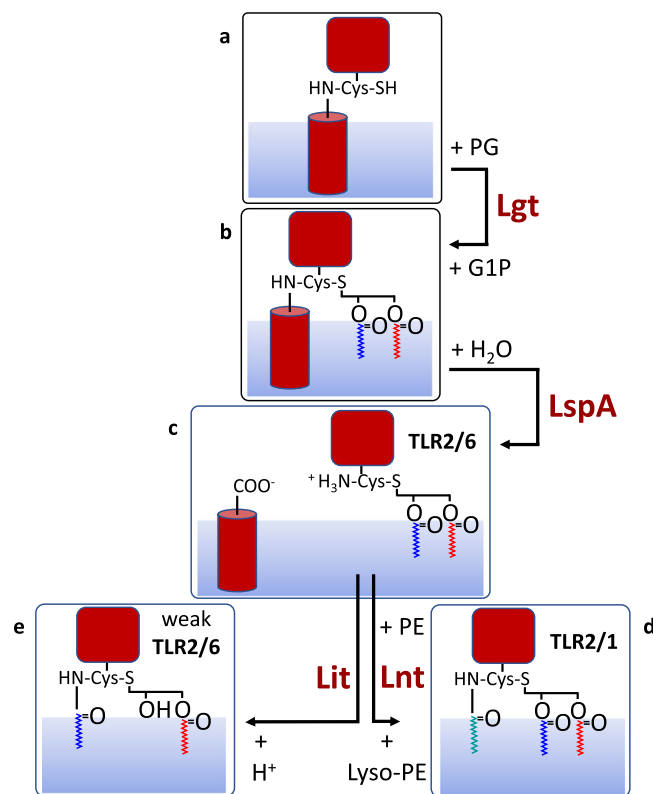 a
HN-Cys-SH
+ PG
Lgt
b
+ G1P
HN-Cys-S
O O
=O =O
+ H₂O
LspA
c
TLR2/6
⁺H₃N-Cys-S
COO⁻
O O
=O =O
e
weak
TLR2/6
HN-Cys-S
=O
OH O
=O
Lit
+
H⁺
+ PE
Lnt
+
Lyso-PE
d
TLR2/1
HN-Cys-S
=O
O O
=O =O